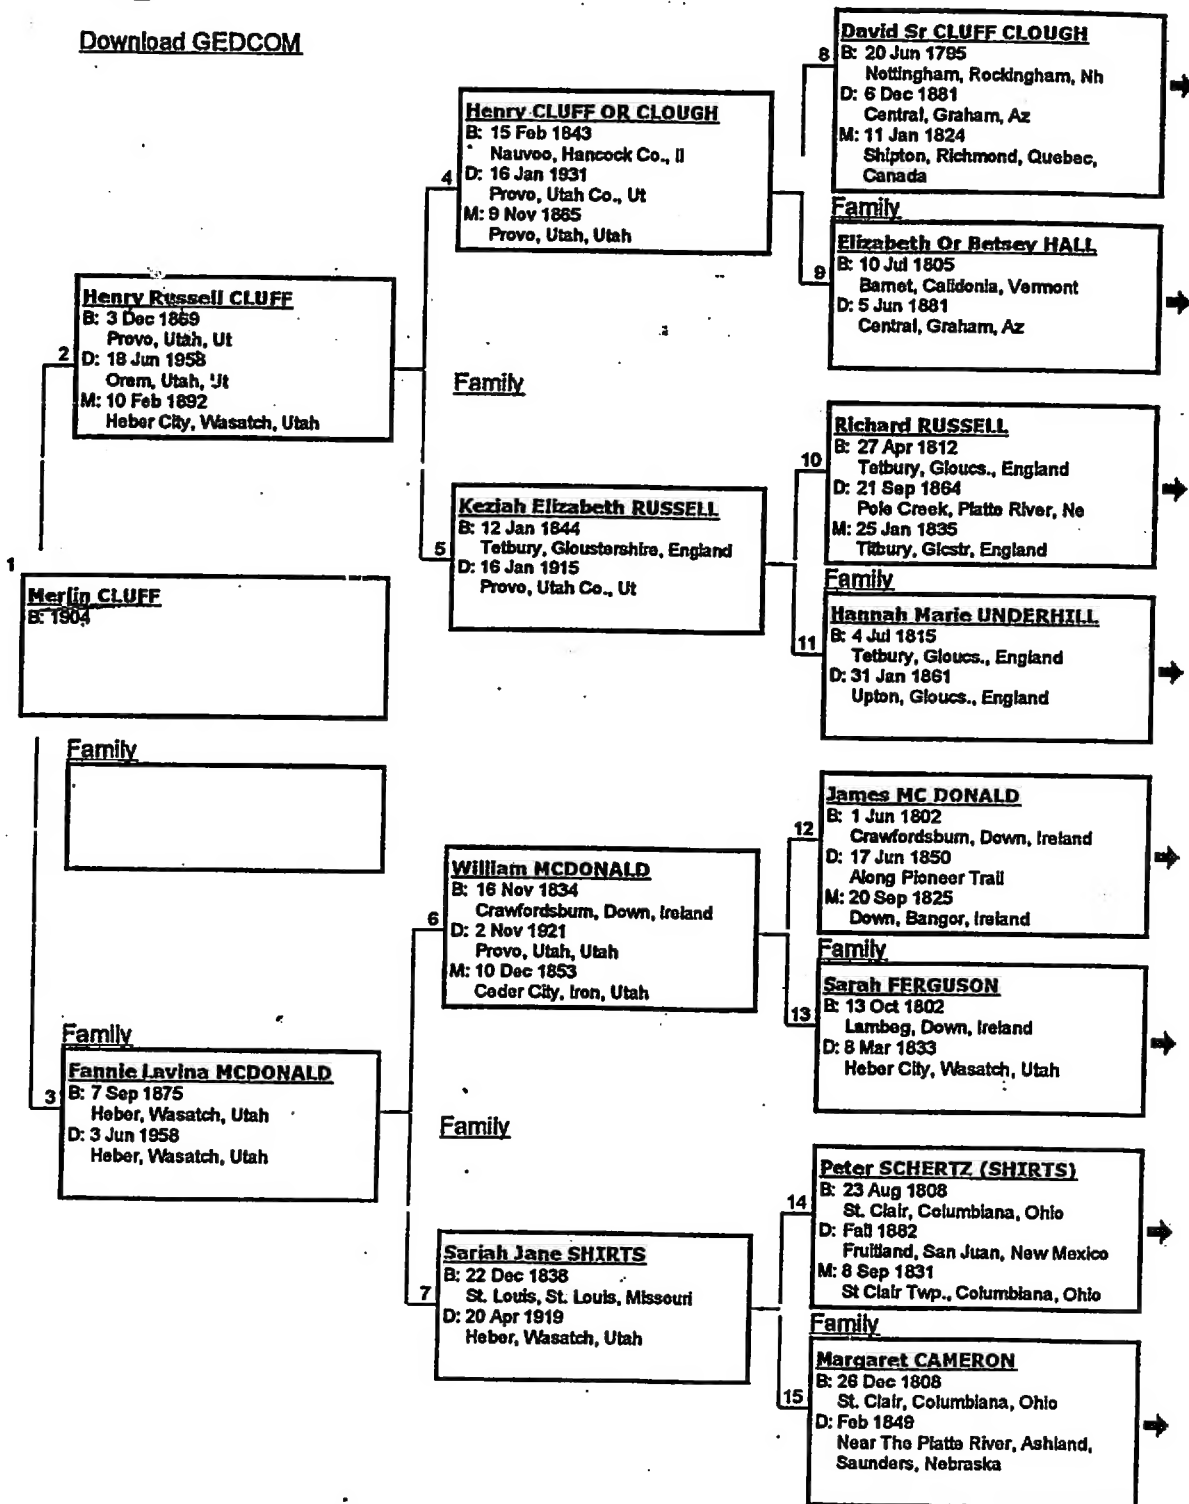 Download GEDCOM
8
David Sr CLUFF CLOUGH
B: 20 Jun 1795
Nottingham, Rockingham, Nh
D: 6 Dec 1881
Central, Graham, Az
M: 11 Jan 1824
Shipton, Richmond, Quebec,
Canada
4
Henry CLUFF OR CLOUGH
B: 15 Feb 1843
Nauvoo, Hancock Co., Il
D: 16 Jan 1931
Provo, Utah Co., Ut
M: 9 Nov 1865
Provo, Utah, Utah
Family
9
Elizabeth Or Betsey HALL
B: 10 Jul 1805
Barnet, Calidonia, Vermont
D: 5 Jun 1881
Central, Graham, Az
2
Henry Russell CLUFF
B: 3 Dec 1869
Provo, Utah, Ut
D: 18 Jun 1958
Orem, Utah, Ut
M: 10 Feb 1892
Heber City, Wasatch, Utah
Family
10
Richard RUSSELL
B: 27 Apr 1812
Tetbury, Gloucs., England
D: 21 Sep 1864
Pole Creek, Platte River, Ne
M: 25 Jan 1835
Titbury, Glcstr, England
5
Keziah Elizabeth RUSSELL
B: 12 Jan 1844
Tetbury, Gloustershire, England
D: 16 Jan 1915
Provo, Utah Co., Ut
Family
11
Hannah Marie UNDERHILL
B: 4 Jul 1815
Tetbury, Gloucs., England
D: 31 Jan 1861
Upton, Gloucs., England
1
Merlin CLUFF
B: 1904
Family
12
James MC DONALD
B: 1 Jun 1802
Crawfordsburn, Down, Ireland
D: 17 Jun 1850
Along Pioneer Trail
M: 20 Sep 1825
Down, Bangor, Ireland
6
William MCDONALD
B: 16 Nov 1834
Crawfordsburn, Down, Ireland
D: 2 Nov 1921
Provo, Utah, Utah
M: 10 Dec 1853
Ceder City, Iron, Utah
Family
13
Sarah FERGUSON
B: 13 Oct 1802
Lambeg, Down, Ireland
D: 8 Mar 1833
Heber City, Wasatch, Utah
Family
3
Fannie Lavina MCDONALD
B: 7 Sep 1875
Heber, Wasatch, Utah
D: 3 Jun 1958
Heber, Wasatch, Utah
Family
14
Peter SCHERTZ (SHIRTS)
B: 23 Aug 1808
St. Clair, Columbiana, Ohio
D: Fall 1882
Fruitland, San Juan, New Mexico
M: 8 Sep 1831
St Clair Twp., Columbiana, Ohio
7
Sariah Jane SHIRTS
B: 22 Dec 1838
St. Louis, St. Louis, Missouri
D: 20 Apr 1919
Heber, Wasatch, Utah
Family
15
Margaret CAMERON
B: 26 Dec 1808
St. Clair, Columbiana, Ohio
D: Feb 1849
Near The Platte River, Ashland,
Saunders, Nebraska